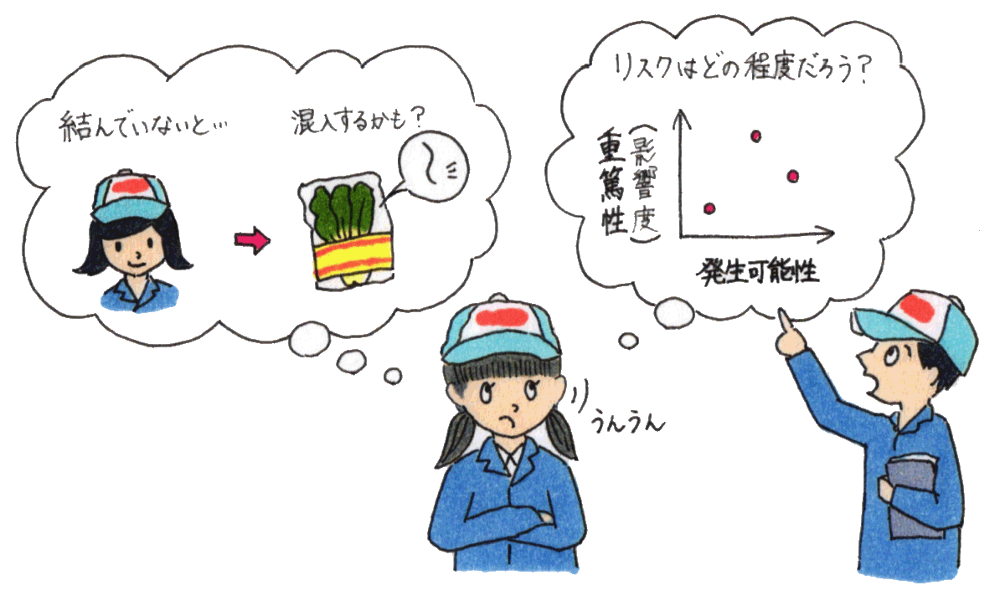 結んでいないと…
混入するかも?
リスクはどの程度だろう?
重篤性
(影響度)
発生可能性
うんうん